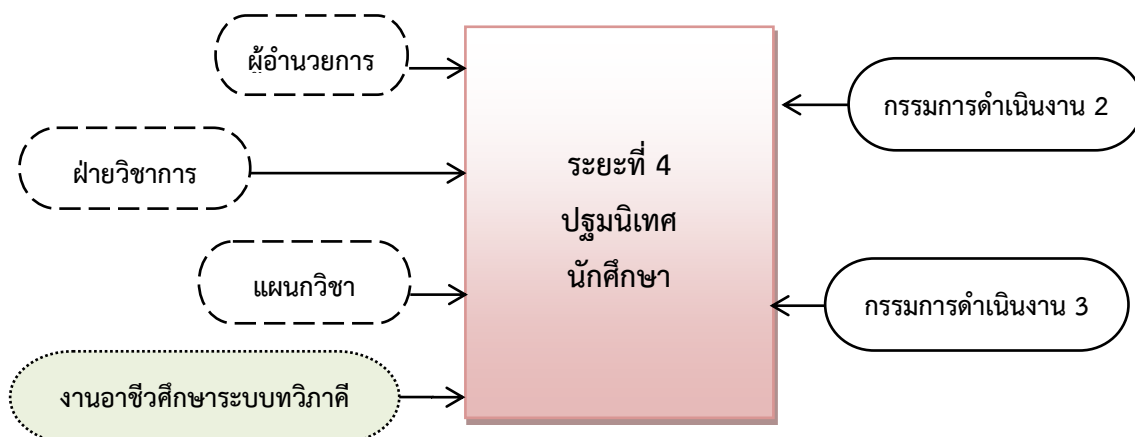 ผู้อำนวยการ
กรรมการดำเนินงาน 2
ฝ่ายวิชาการ
ระยะที่ 4
ปฐมนิเทศ
นักศึกษา
แผนกวิชา
กรรมการดำเนินงาน 3
งานอาชีวศึกษาระบบทวิภาคี